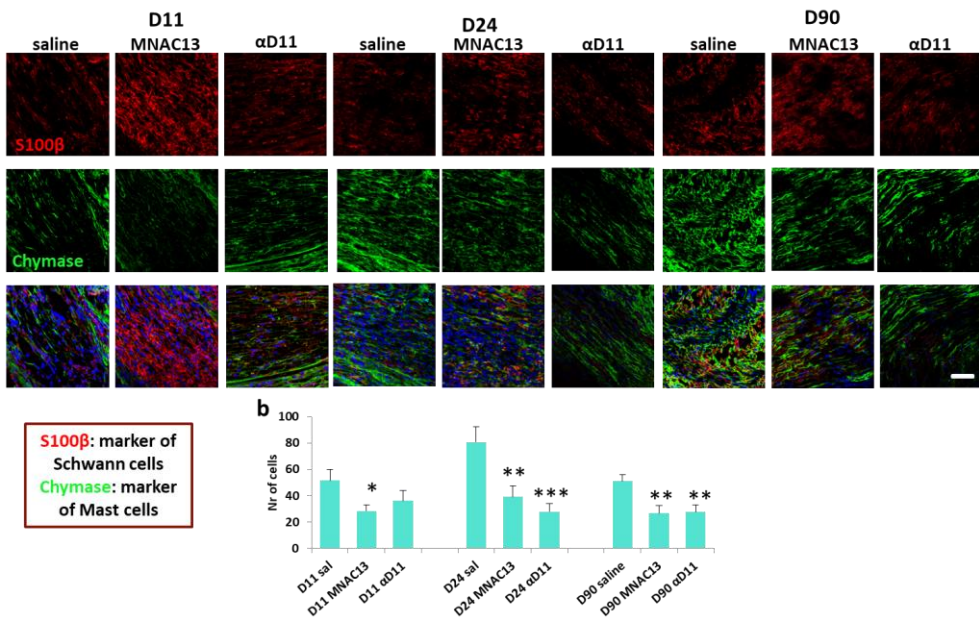 D11 D24 D90
saline MNAC13 αD11 saline MNAC13 αD11 saline MNAC13 αD11
S100β
Chymase
b
S100β: marker of
Schwann cells
Chymase: marker
of Mast cells
Nr of cells
100
80
60
40
20
0
*
**
***
**
**
D11 sal
D11 MNAC13
D11 αD11
D24 sal
D24 MNAC13
D24 αD11
D90 saline
D90 MNAC13
D90 αD11